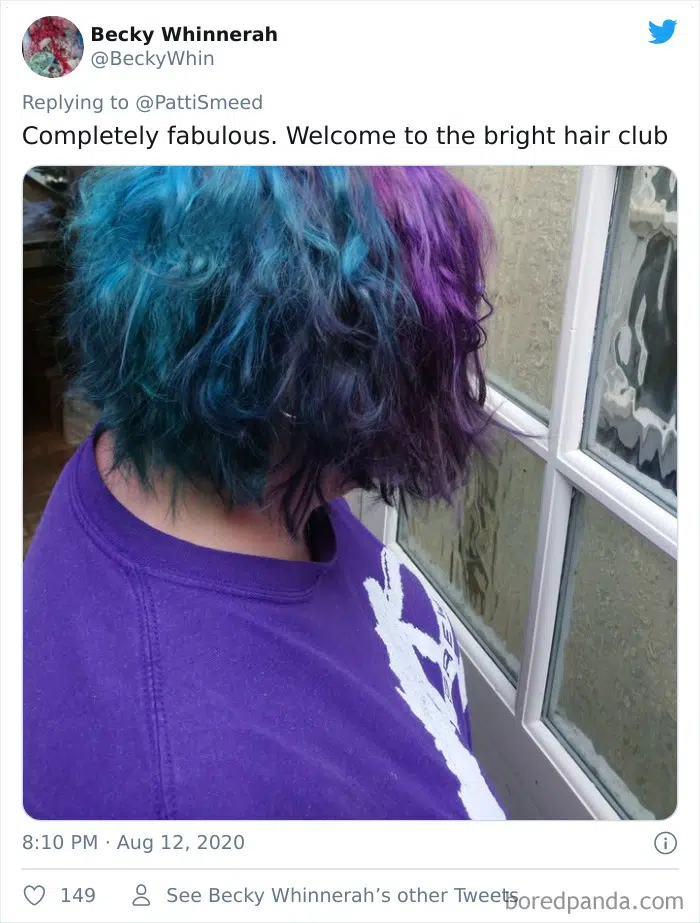 Becky Whinnerah
@BeckyWhin
Replying to @PattiSmeed
Completely fabulous. Welcome to the bright hair club
8:10 PM · Aug 12, 2020
149
See Becky Whinnerah’s other Tweets
boredpanda.com